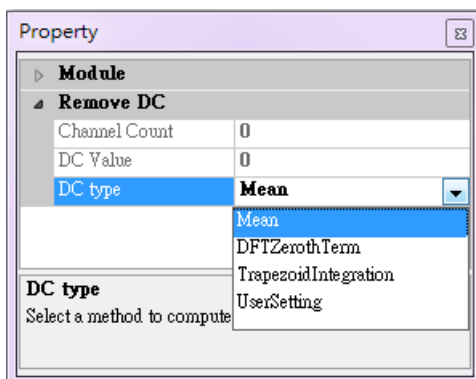 Property
Module
Remove DC
Channel Count 0
DC Value 0
DC type Mean
Mean
DFTZerothTerm
TrapezoidIntegration
UserSetting
DC type
Select a method to compute